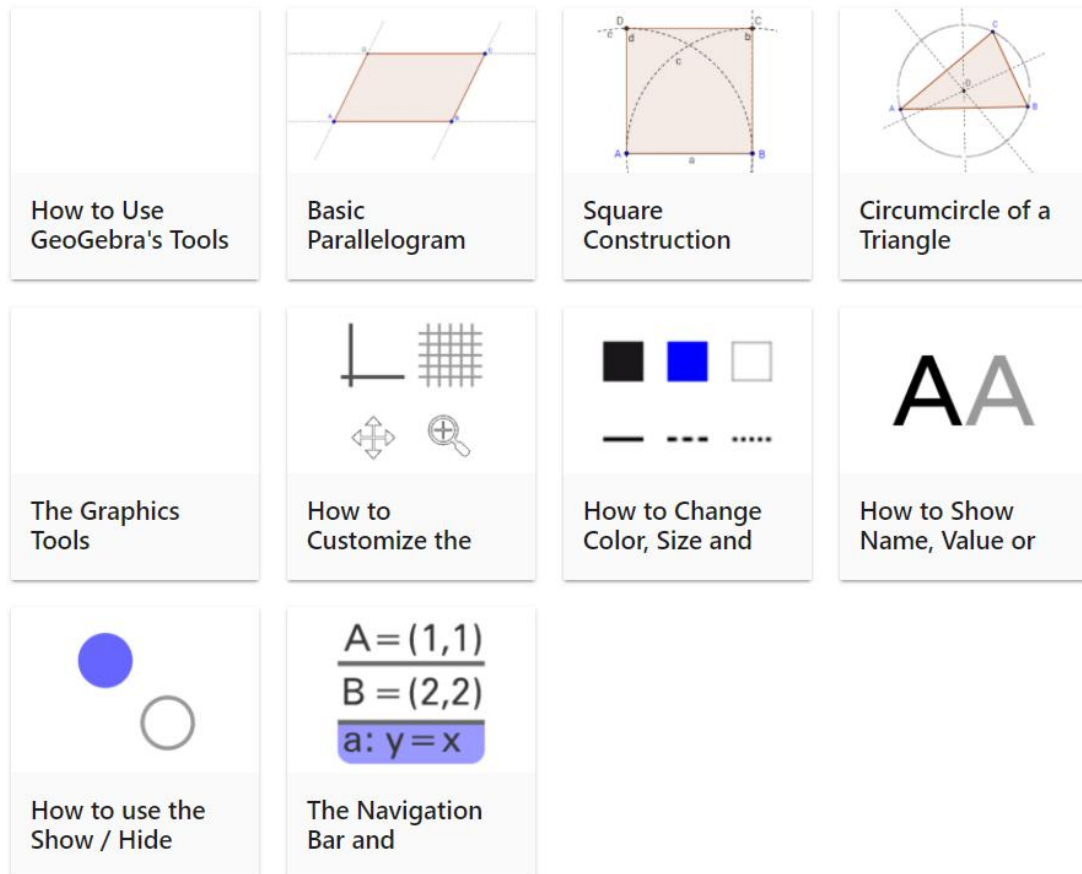 D
C
A
B
D
C
c
d
b
c
A
B
a
C
D
A
B
How to Use
GeoGebra's Tools
Basic
Parallelogram
Square
Construction
Circumcircle of a
Triangle
AA
The Graphics
Tools
How to
Customize the
How to Change
Color, Size and
How to Show
Name, Value or
A=(1,1)
B=(2,2)
a: y=x
How to use the
Show / Hide
The Navigation
Bar and